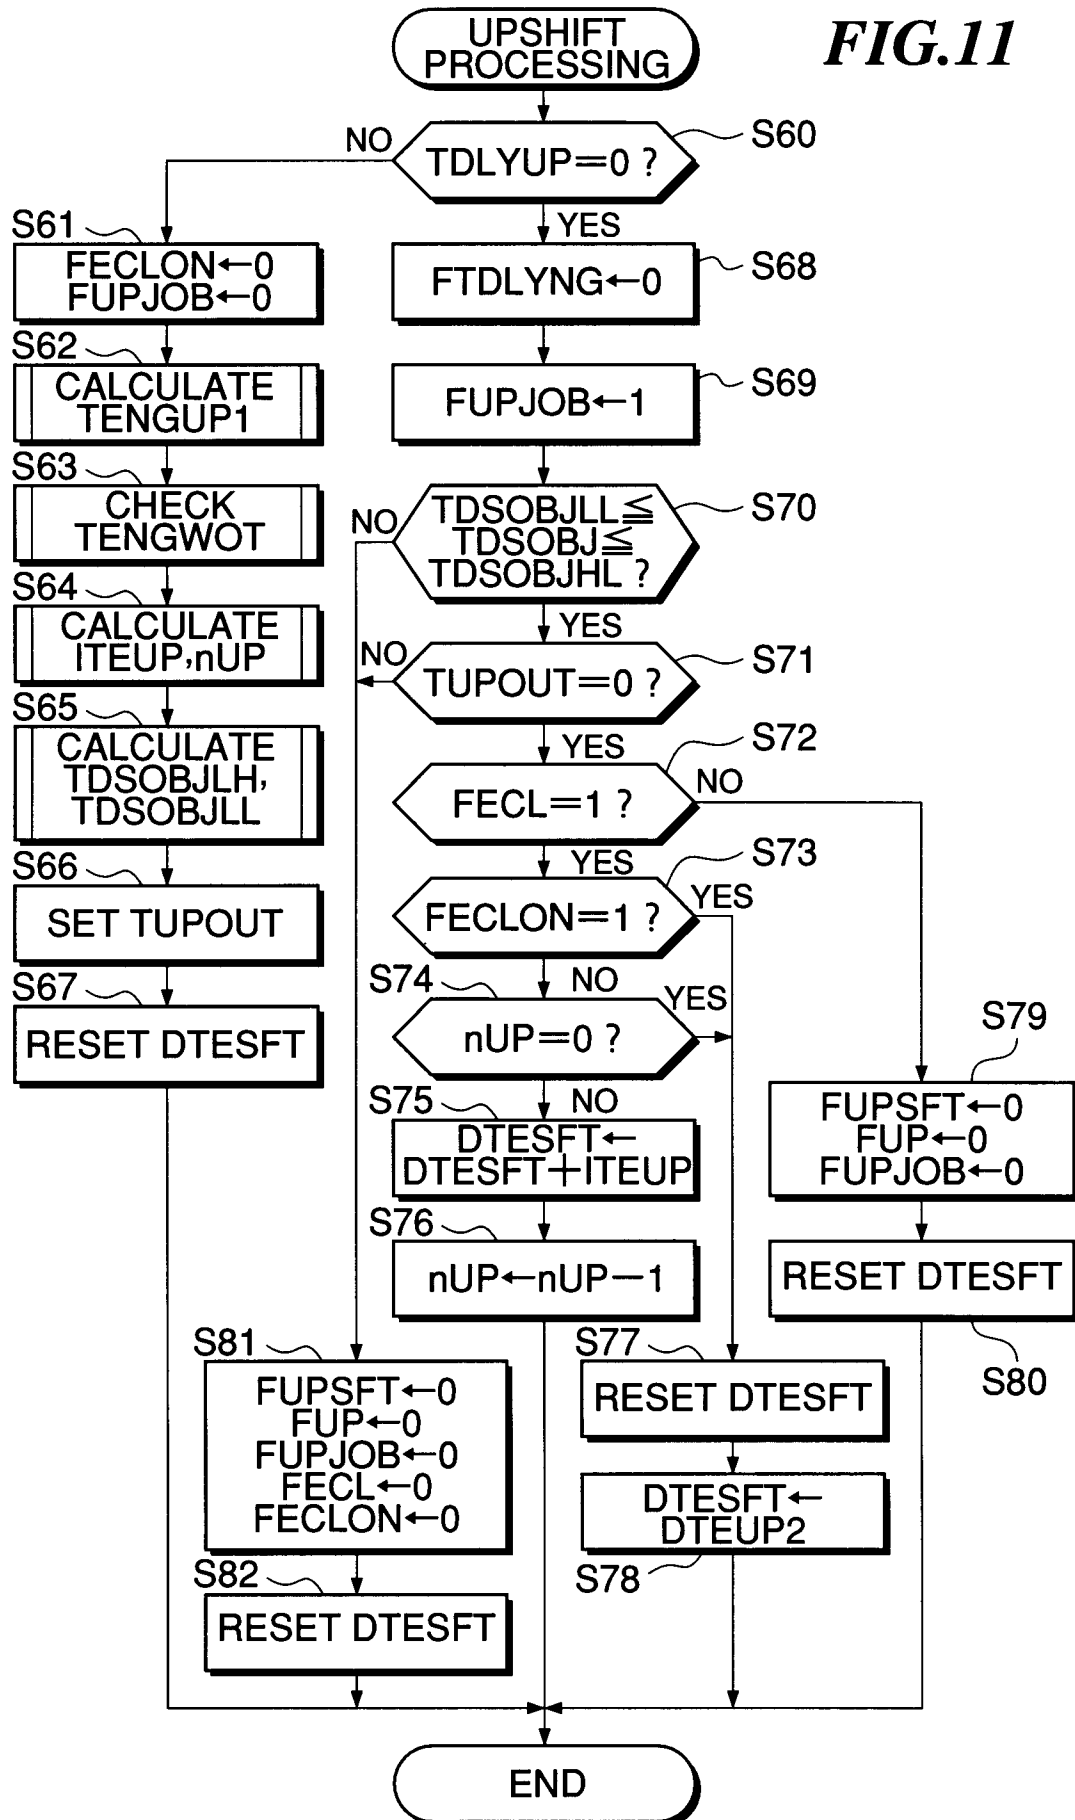 FIG.11
UPSHIFT
PROCESSING
S60
TDLYUP=0 ?
NO
YES
S61
FECLON←0
FUPJOB←0
S62
CALCULATE
TENGUP1
S63
CHECK
TENGWOT
S64
CALCULATE
ITEUP,nUP
S65
CALCULATE
TDSOBJLH,
TDSOBJLL
S66
SET TUPOUT
S67
RESET DTESFT
S68
FTDLYNG←0
S69
FUPJOB←1
S70
TDSOBJLL≦
TDSOBJ≦
TDSOBJHL ?
NO
YES
S71
TUPOUT=0 ?
NO
YES
S72
FECL=1 ?
NO
YES
S73
FECLON=1 ?
YES
NO
S74
nUP=0 ?
YES
NO
S75
DTESFT←
DTESFT+ITEUP
S76
nUP←nUP−1
S79
FUPSFT←0
FUP←0
FUPJOB←0
RESET DTESFT
S80
S77
RESET DTESFT
DTESFT←
DTEUP2
S78
S81
FUPSFT←0
FUP←0
FUPJOB←0
FECL←0
FECLON←0
S82
RESET DTESFT
END